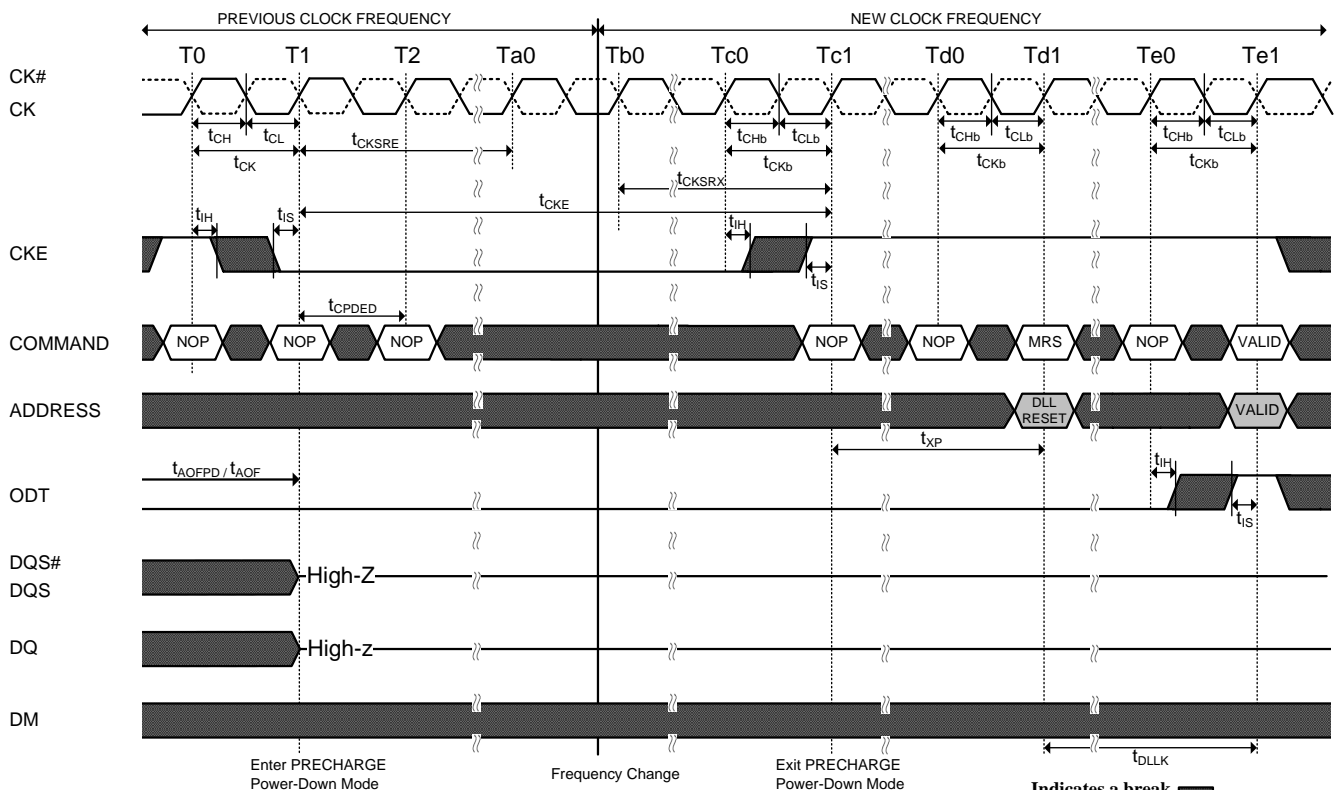 PREVIOUS CLOCK FREQUENCY NEW CLOCK FREQUENCY
T0 T1 T2 Ta0 Tb0 Tc0 Tc1 Td0 Td1 Te0 Te1
CK#
CK
tCH tCL tCHb tCLb tCHb tCLb tCHb tCLb
tCK tCKSRE tCKb tCKb tCKb
tCKSRX
tCKE
tIH tIS tIH
CKE
tIS
tCPDED
COMMAND NOP NOP NOP NOP NOP MRS NOP VALID
ADDRESS DLL RESET VALID
tXP
tAOFPD / tAOF tIH
ODT
tIS
DQS#
DQS High-Z
DQ High-z
DM
tDLLK
Enter PRECHARGE
Power-Down Mode
Frequency Change
Exit PRECHARGE
Power-Down Mode
Indicates a break